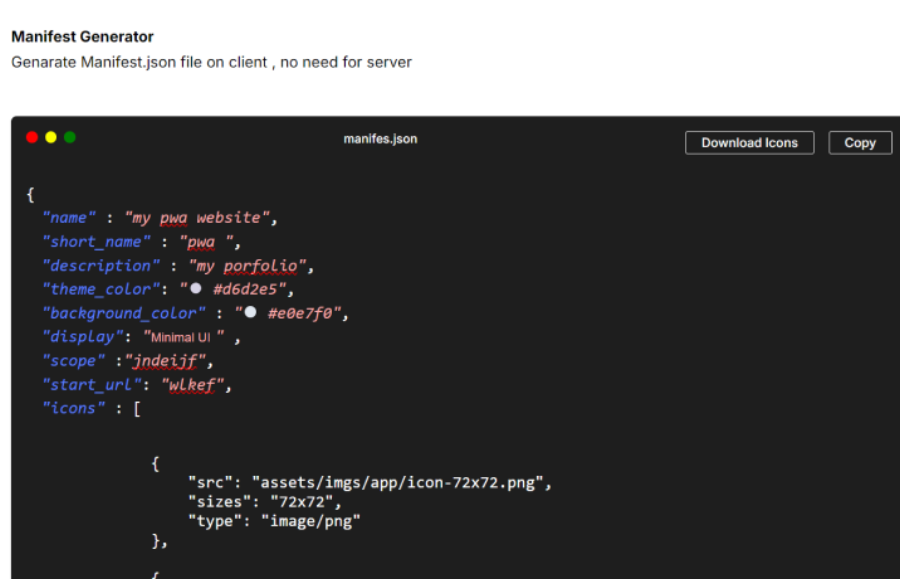 Manifest Generator
Genarate Manifest.json file on client , no need for server
manifes.json
Download Icons
Copy
{
"name" : "my pwa website",
"short_name" : "pwa ",
"description" : "my porfolio",
"theme_color": " #d6d2e5",
"background_color" : " #e0e7f0",
"display": "Minimal UI " ,
"scope" :"jndeijf",
"start_url": "wlkef",
"icons" : [
{
"src": "assets/imgs/app/icon-72x72.png",
"sizes": "72x72",
"type": "image/png"
},
{